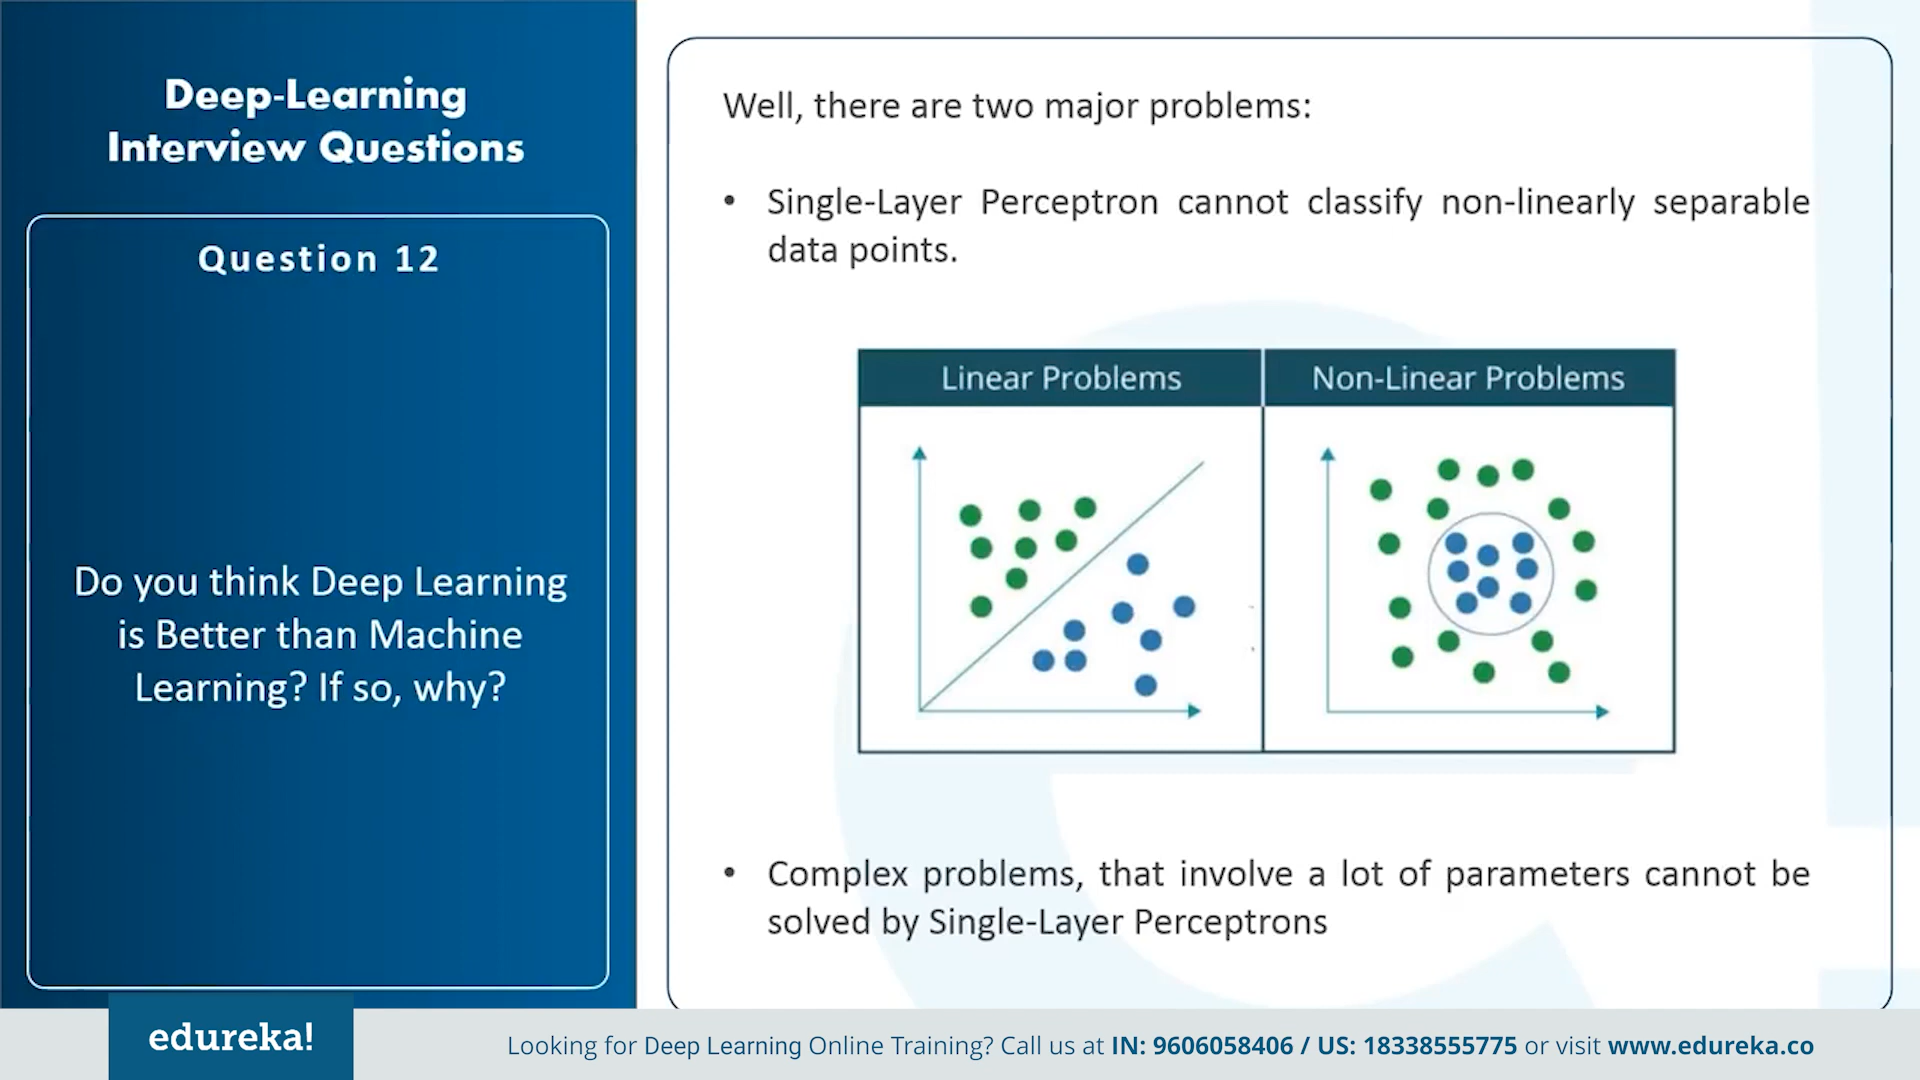 Deep-Learning
Interview Questions
Question 12
Do you think Deep Learning
is Better than Machine
Learning? If so, why?
Well, there are two major problems:
• Single-Layer Perceptron cannot classify non-linearly separable
data points.
Linear Problems
Non-Linear Problems
• Complex problems, that involve a lot of parameters cannot be
solved by Single-Layer Perceptrons
edureka!
Looking for Deep Learning Online Training? Call us at IN: 9606058406 / US: 18338555775 or visit www.edureka.co